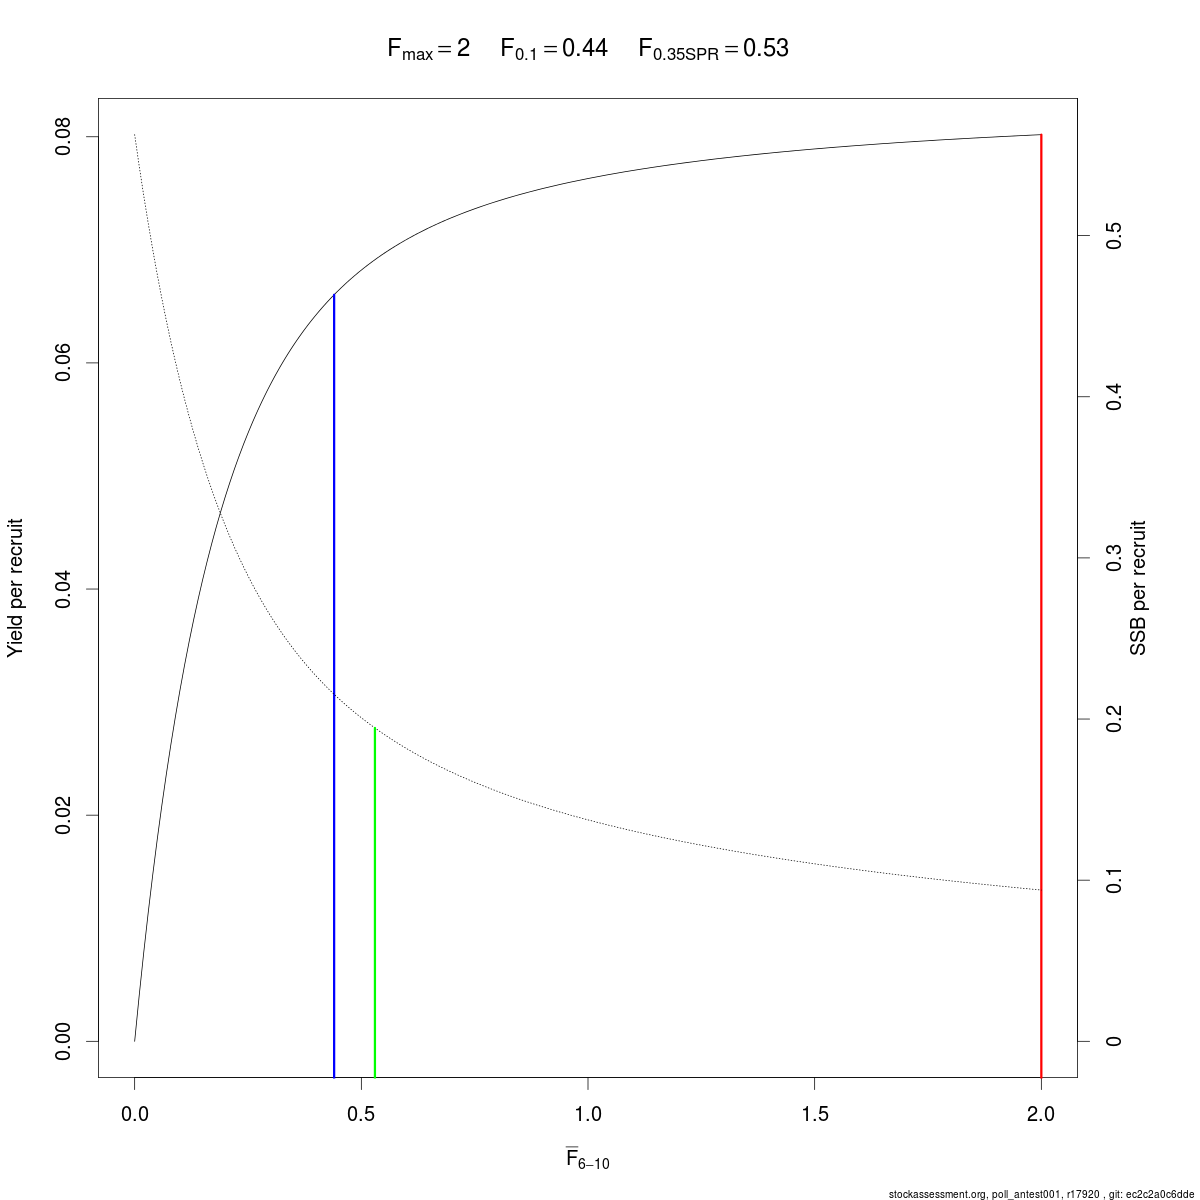 Fmax = 2 F0.1 = 0.44 F0.35SPR = 0.53
0.08
0.06
0.04
0.02
0.00
Yield per recruit
0.5
0.4
0.3
0.2
0.1
0
SSB per recruit
0.0 0.5 1.0 1.5 2.0
F̅6−10
stockassessment.org, poll_antest001, r17920 , git: ec2c2a0c6dde